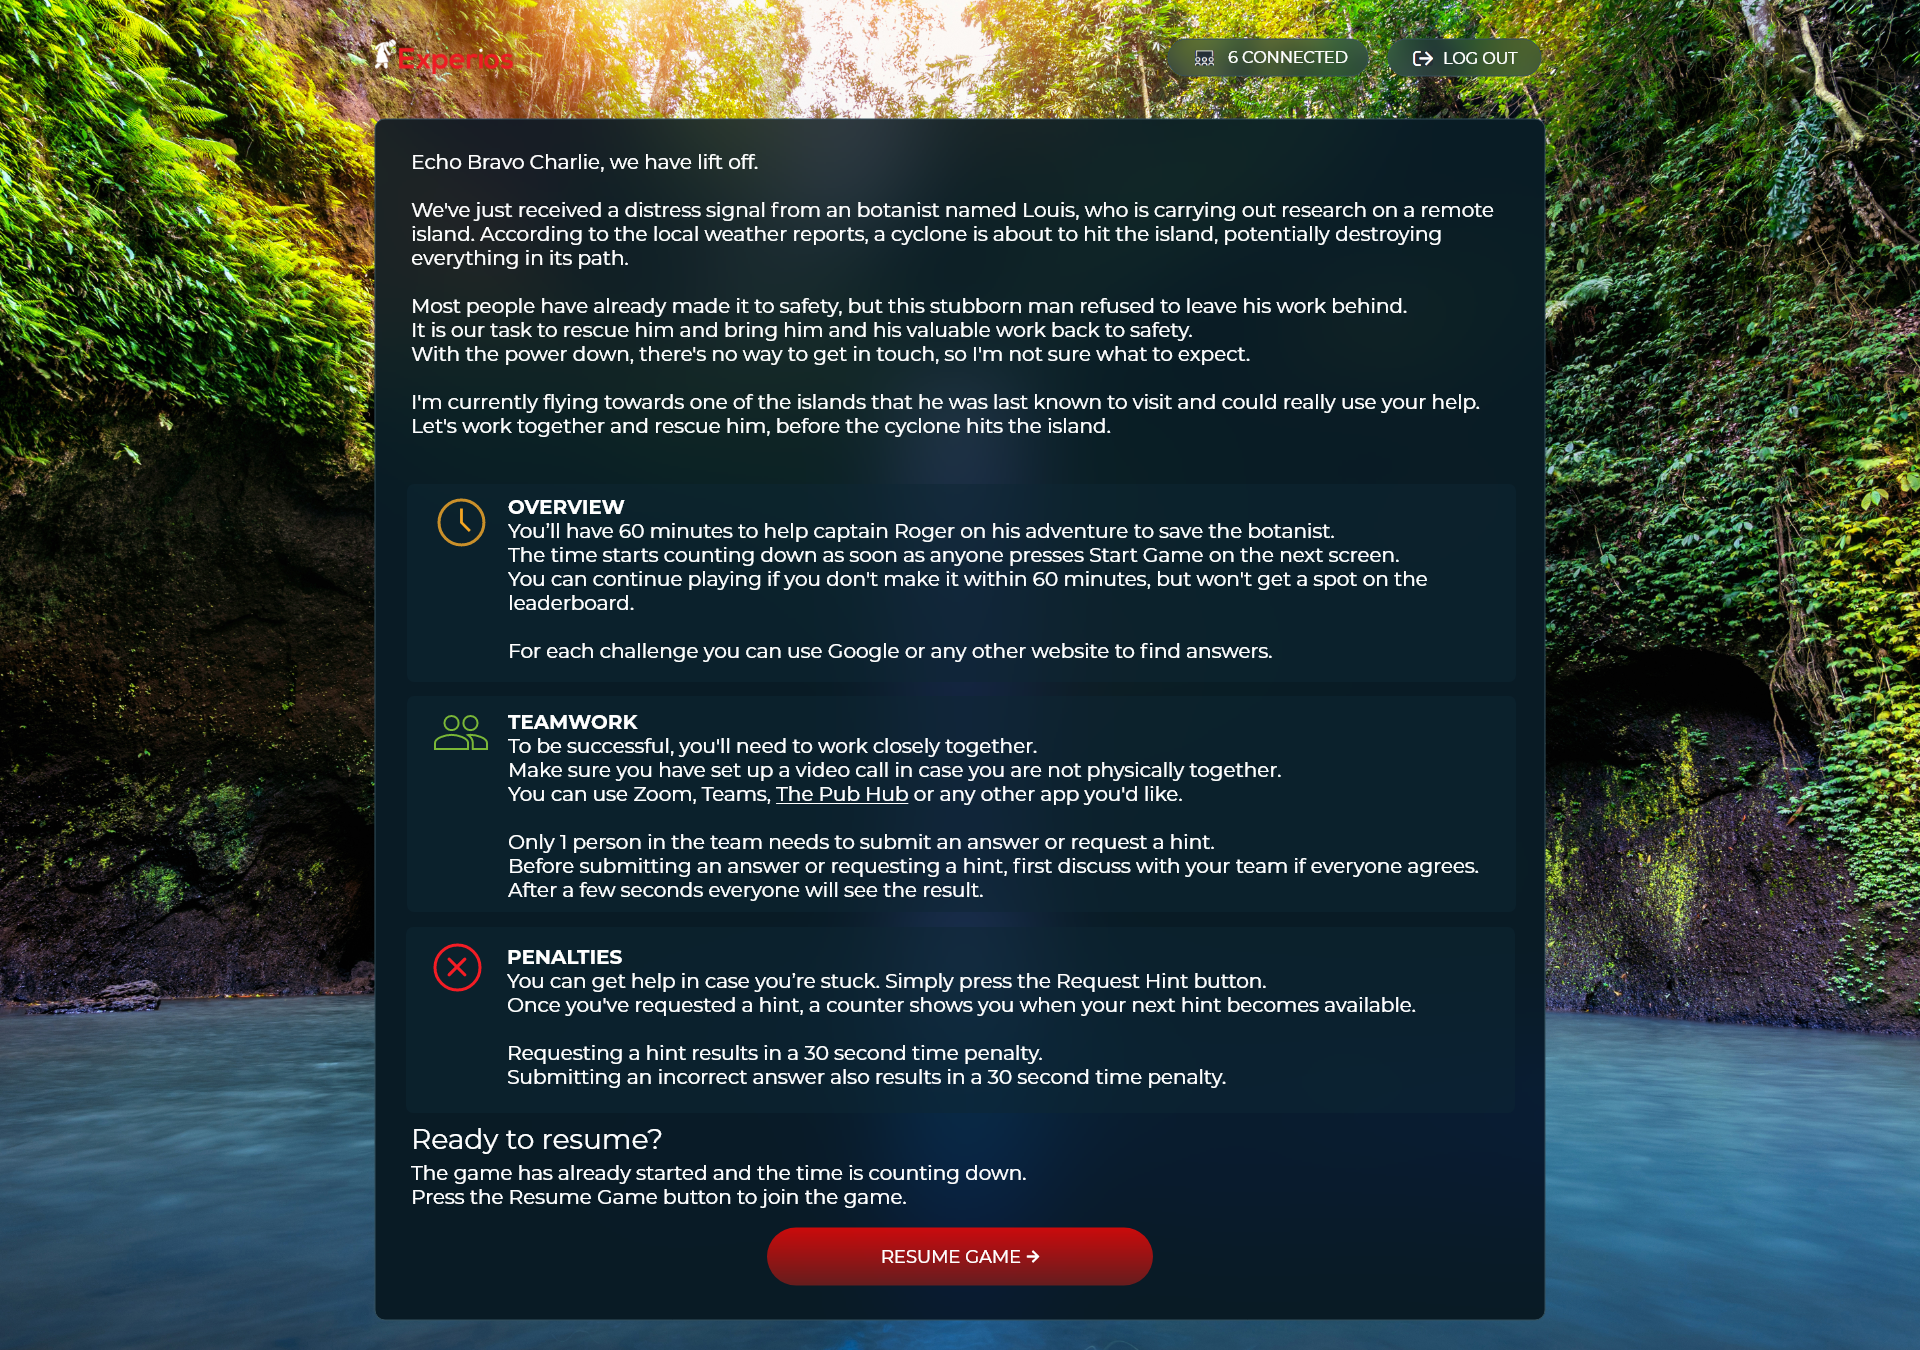 Experios
6 CONNECTED
LOG OUT
Echo Bravo Charlie, we have lift off.
We've just received a distress signal from an botanist named Louis, who is carrying out research on a remote
island. According to the local weather reports, a cyclone is about to hit the island, potentially destroying
everything in its path.
Most people have already made it to safety, but this stubborn man refused to leave his work behind.
It is our task to rescue him and bring him and his valuable work back to safety.
With the power down, there's no way to get in touch, so I'm not sure what to expect.
I'm currently flying towards one of the islands that he was last known to visit and could really use your help.
Let's work together and rescue him, before the cyclone hits the island.
OVERVIEW
You’ll have 60 minutes to help captain Roger on his adventure to save the botanist.
The time starts counting down as soon as anyone presses Start Game on the next screen.
You can continue playing if you don't make it within 60 minutes, but won't get a spot on the
leaderboard.
For each challenge you can use Google or any other website to find answers.
TEAMWORK
To be successful, you'll need to work closely together.
Make sure you have set up a video call in case you are not physically together.
You can use Zoom, Teams, The Pub Hub or any other app you'd like.
Only 1 person in the team needs to submit an answer or request a hint.
Before submitting an answer or requesting a hint, first discuss with your team if everyone agrees.
After a few seconds everyone will see the result.
PENALTIES
You can get help in case you’re stuck. Simply press the Request Hint button.
Once you've requested a hint, a counter shows you when your next hint becomes available.
Requesting a hint results in a 30 second time penalty.
Submitting an incorrect answer also results in a 30 second time penalty.
Ready to resume?
The game has already started and the time is counting down.
Press the Resume Game button to join the game.
RESUME GAME →